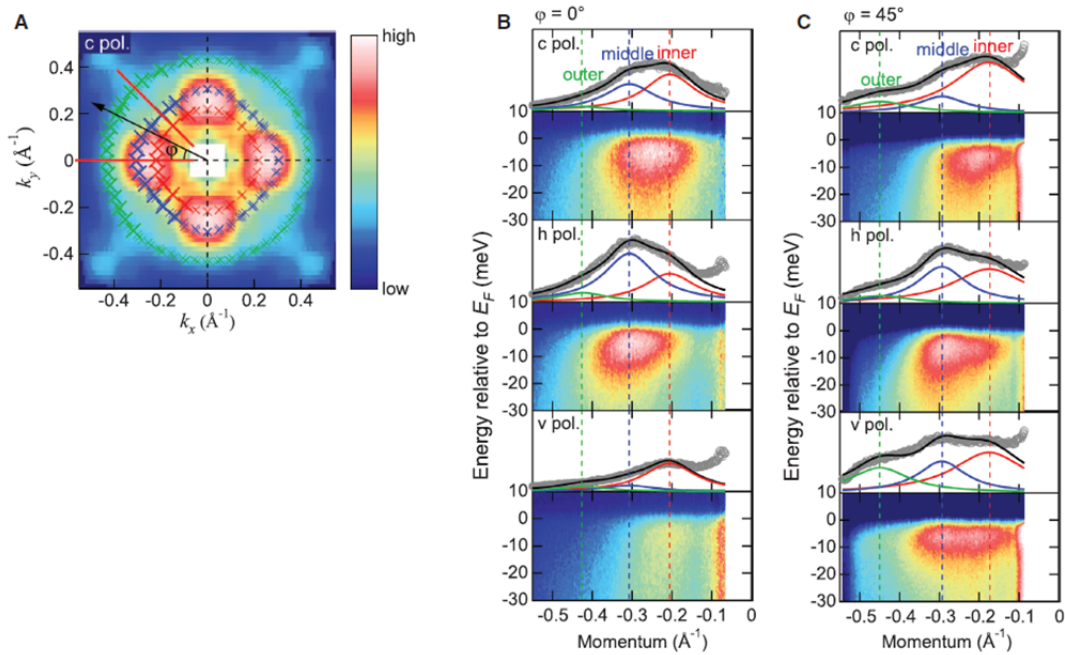 A
c pol.
high
low
0.4
0.2
0
-0.2
-0.4
φ
k_y (Å⁻¹)
-0.4 -0.2 0 0.2 0.4
k_x (Å⁻¹)
B
φ = 0°
c pol.
middle inner
outer
10
0
-10
-20
-30
h pol.
10
0
-10
-20
-30
v pol.
10
0
-10
-20
-30
Energy relative to E_F (meV)
-0.5 -0.4 -0.3 -0.2 -0.1 0
Momentum (Å⁻¹)
C
φ = 45°
c pol.
middle inner
outer
10
0
-10
-20
-30
h pol.
10
0
-10
-20
-30
v pol.
10
0
-10
-20
-30
Energy relative to E_F (meV)
-0.5 -0.4 -0.3 -0.2 -0.1 0
Momentum (Å⁻¹)